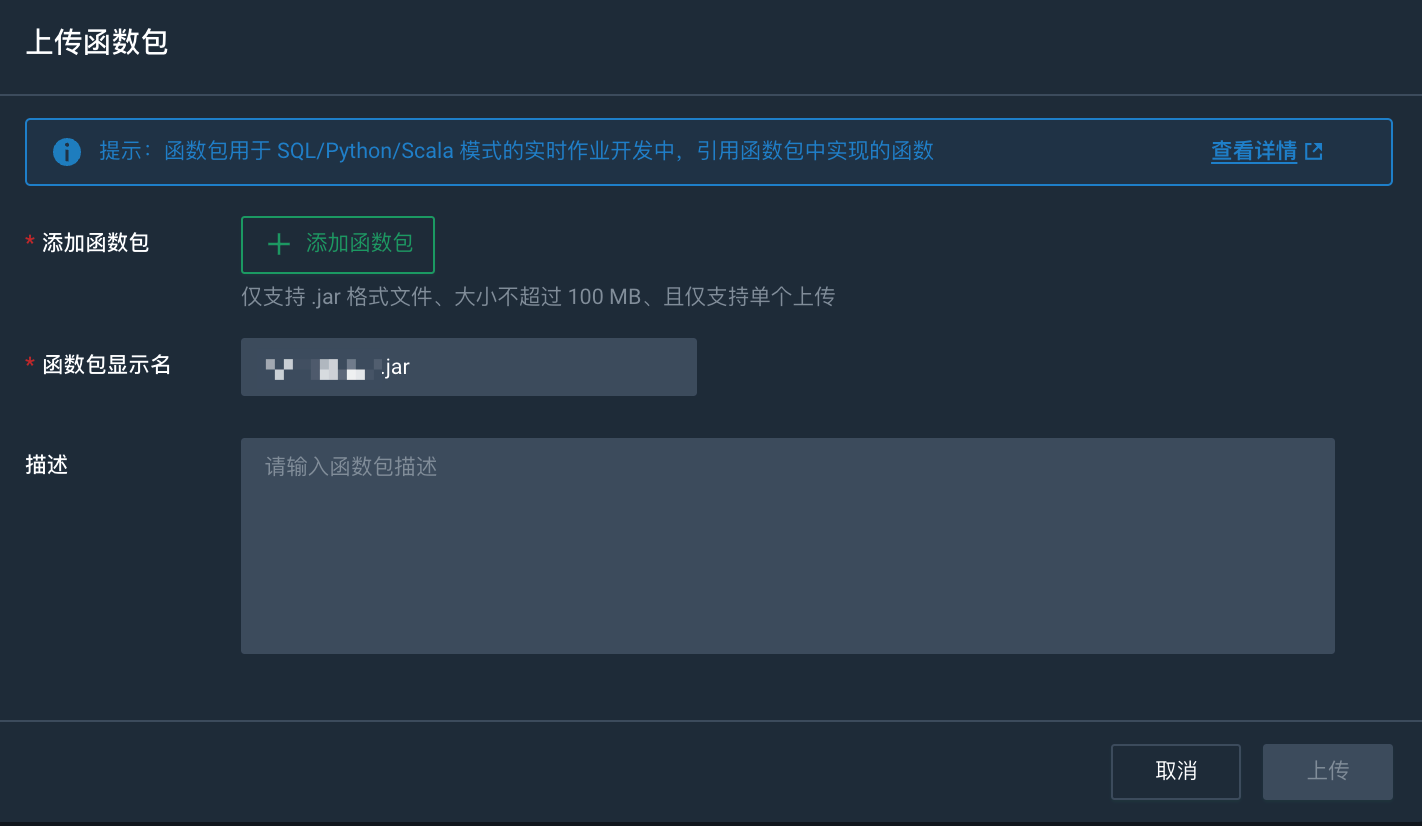 上传函数包
提示：函数包用于 SQL/Python/Scala 模式的实时作业开发中，引用函数包中实现的函数 查看详情
* 添加函数包 添加函数包
仅支持 .jar 格式文件、大小不超过 100 MB、且仅支持单个上传
* 函数包显示名 .jar
描述 请输入函数包描述
取消 上传